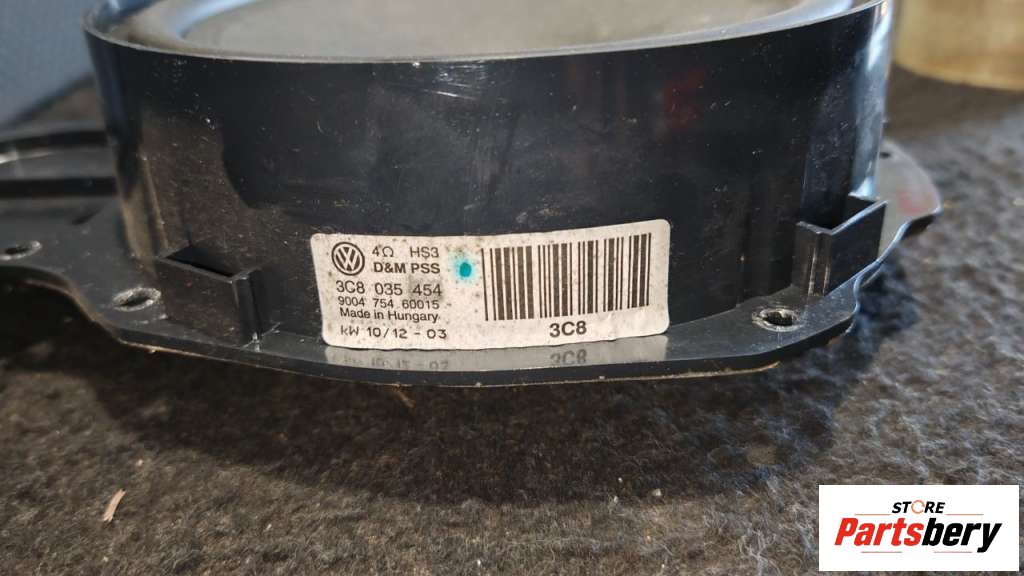 4Ω HS3
D&M PSS
3C8 035 454
9004 754 60015
Made in Hungary
kW 10/12 - 03
3C8
STORE
Partsbery